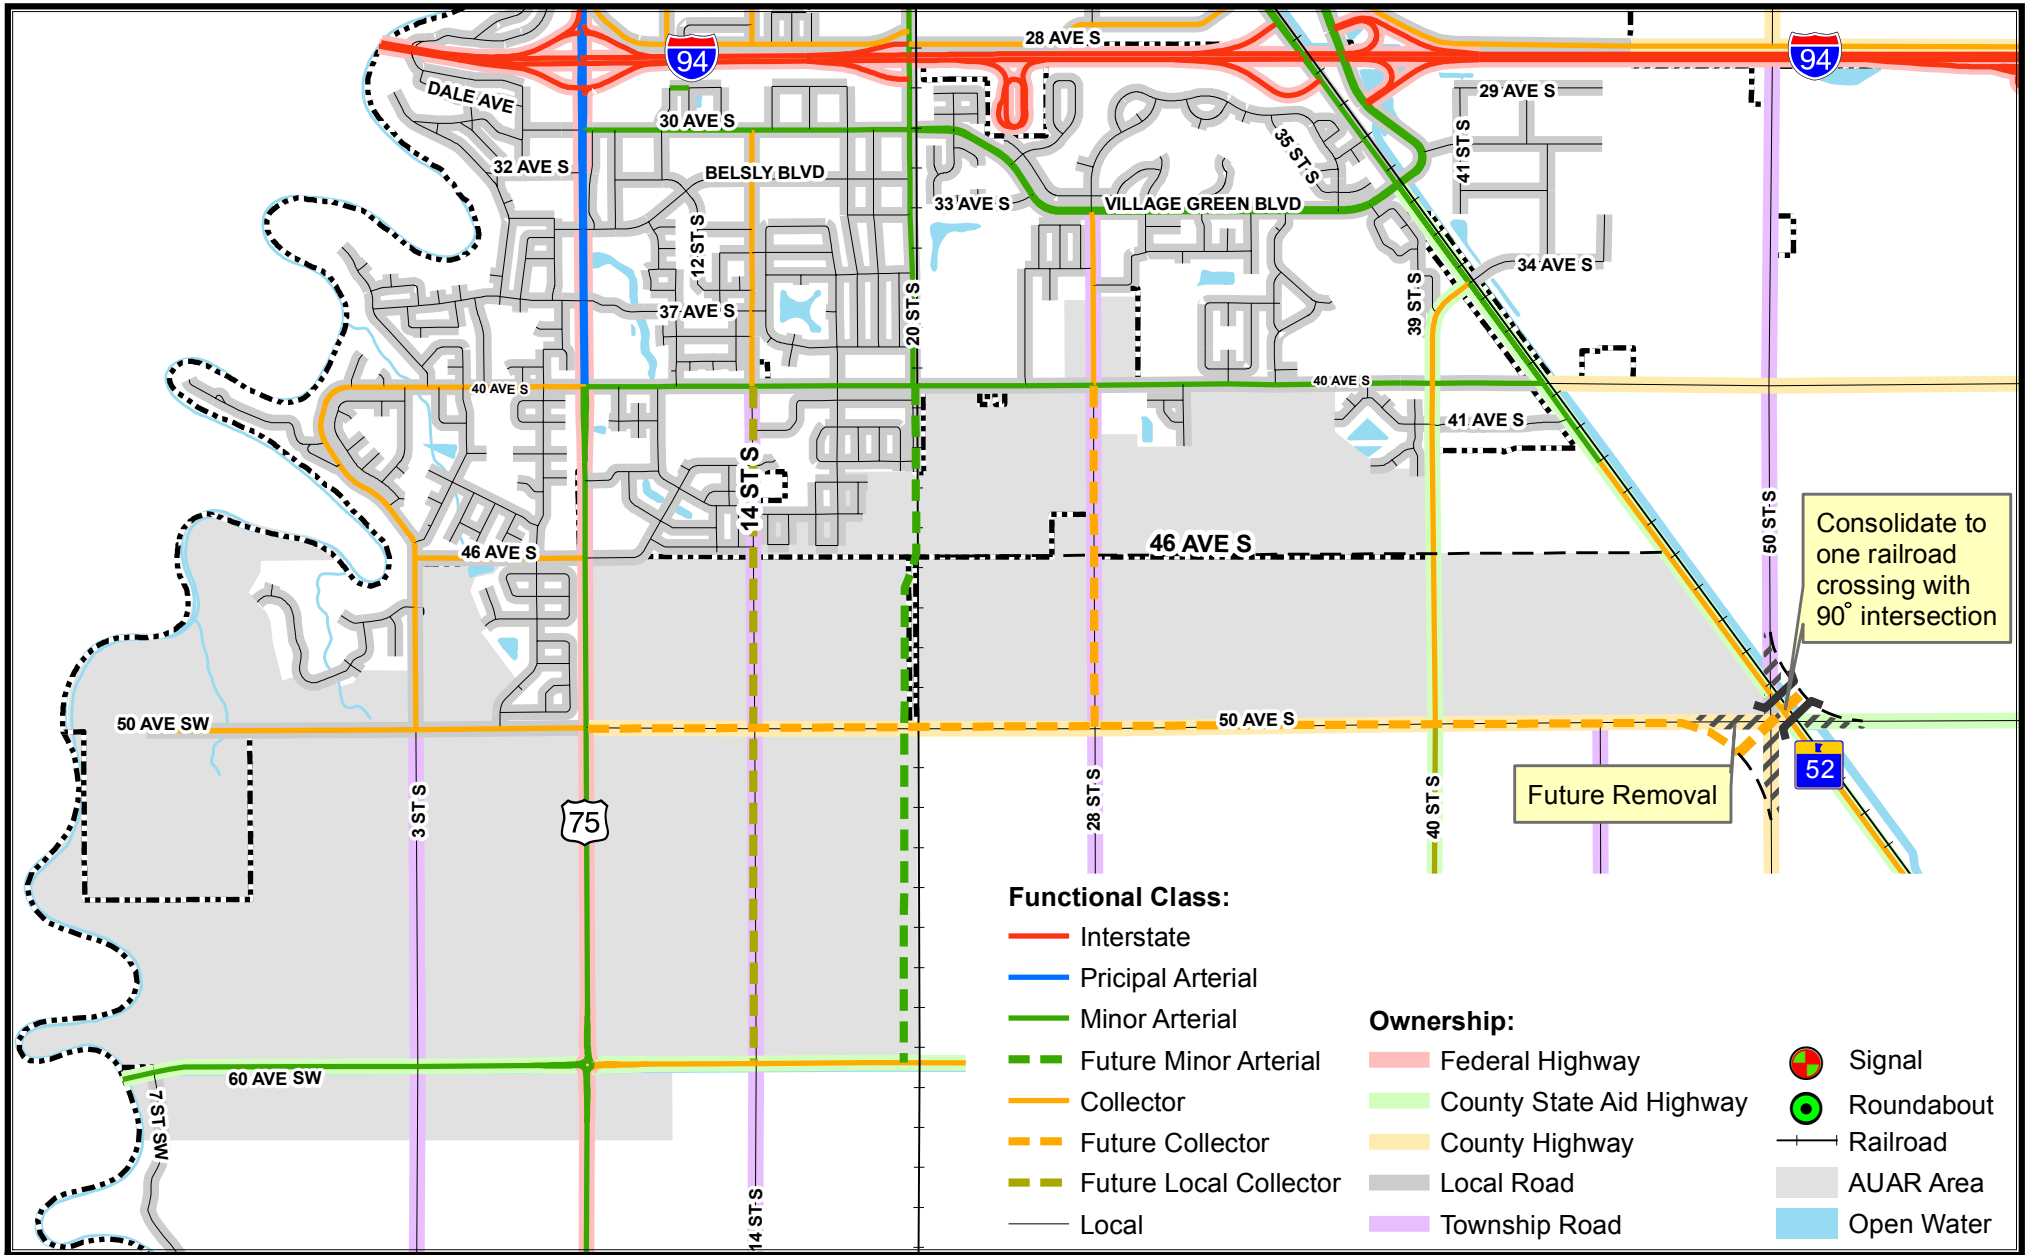 28 AVE S
94
94
DALE AVE
29 AVE S
30 AVE S
35 ST S
41 ST S
32 AVE S
BELSLY BLVD
33 AVE S
VILLAGE GREEN BLVD
12 ST S
34 AVE S
37 AVE S
20 ST S
39 ST S
40 AVE S
40 AVE S
41 AVE S
14 ST S
50 ST S
Consolidate to
one railroad
crossing with
90° intersection
46 AVE S
46 AVE S
50 AVE SW
50 AVE S
52
3 ST S
75
28 ST S
40 ST S
Future Removal
60 AVE SW
7 ST SW
14 ST S
Functional Class:
Interstate
Pricipal Arterial
Minor Arterial
Future Minor Arterial
Collector
Future Collector
Future Local Collector
Local
Ownership:
Federal Highway
County State Aid Highway
County Highway
Local Road
Township Road
Signal
Roundabout
Railroad
AUAR Area
Open Water